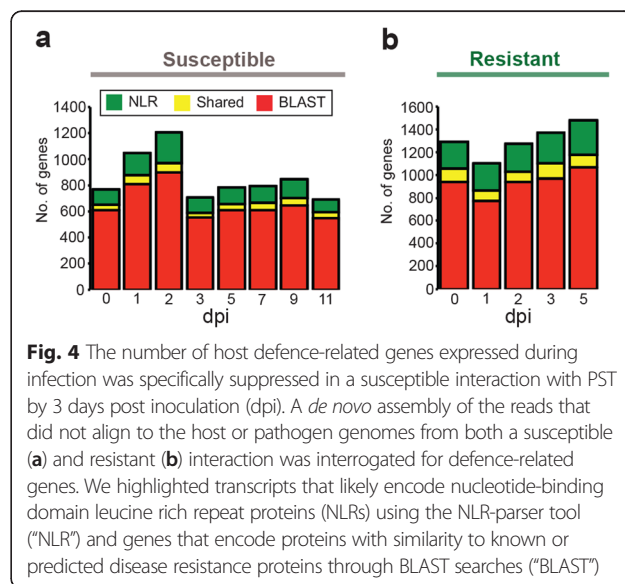 a
b
Susceptible
Resistant
NLR
Shared
BLAST
No. of genes
1400
1200
1000
800
600
400
200
0
0 1 2 3 5 7 9 11
dpi
No. of genes
1600
1400
1200
1000
800
600
400
200
0
0 1 2 3 5
dpi
Fig. 4 The number of host defence-related genes expressed during
infection was specifically suppressed in a susceptible interaction with PST
by 3 days post inoculation (dpi). A de novo assembly of the reads that
did not align to the host or pathogen genomes from both a susceptible
(a) and resistant (b) interaction was interrogated for defence-related
genes. We highlighted transcripts that likely encode nucleotide-binding
domain leucine rich repeat proteins (NLRs) using the NLR-parser tool
("NLR") and genes that encode proteins with similarity to known or
predicted disease resistance proteins through BLAST searches ("BLAST")